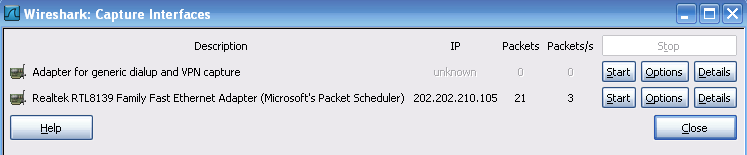 Wireshark: Capture Interfaces
Description IP Packets Packets/s Stop
Adapter for generic dialup and VPN capture unknown 0 0 Start Options Details
Realtek RTL8139 Family Fast Ethernet Adapter (Microsoft's Packet Scheduler) 202.202.210.105 21 3 Start Options Details
Help Close